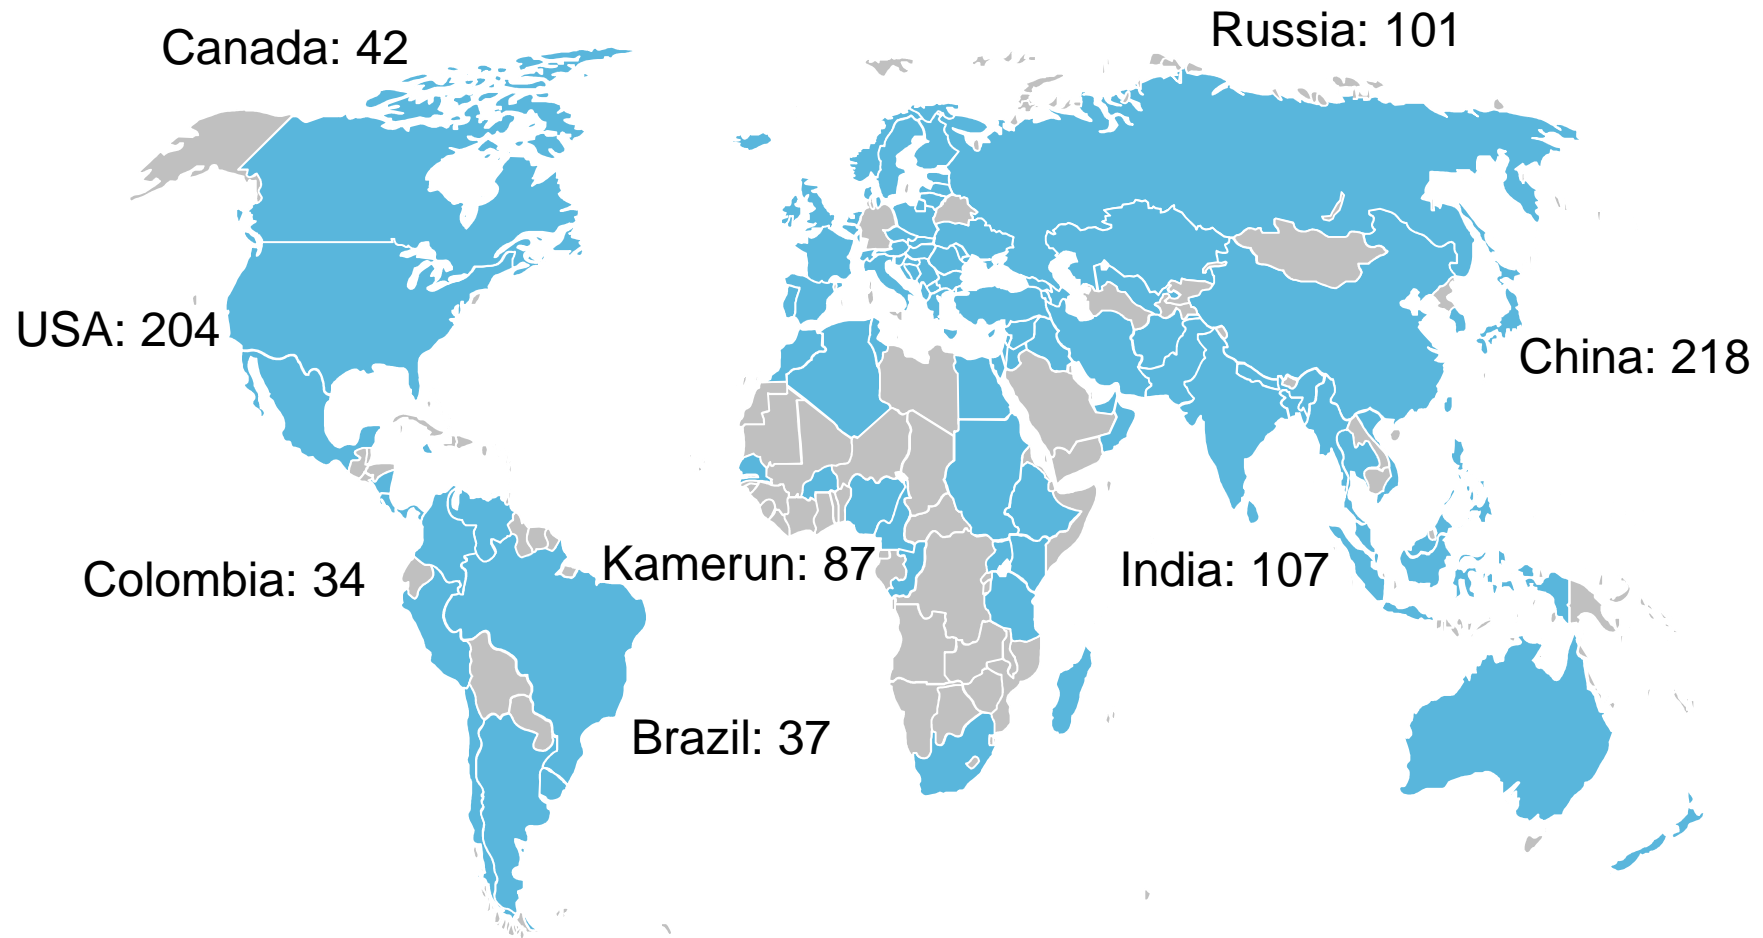 Russia: 101
Canada: 42
USA: 204
China: 218
Colombia: 34
Kamerun: 87
India: 107
Brazil: 37